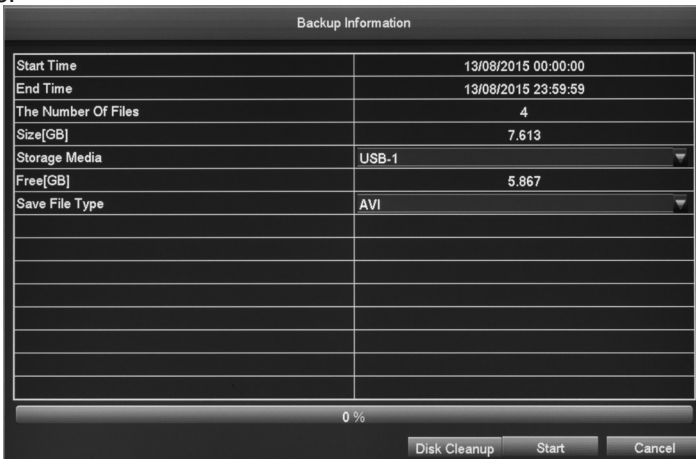 Backup Information
Start Time 13/08/2015 00:00:00
End Time 13/08/2015 23:59:59
The Number Of Files 4
Size[GB] 7.613
Storage Media USB-1
Free[GB] 5.867
Save File Type AVI
0 %
Disk Cleanup Start Cancel